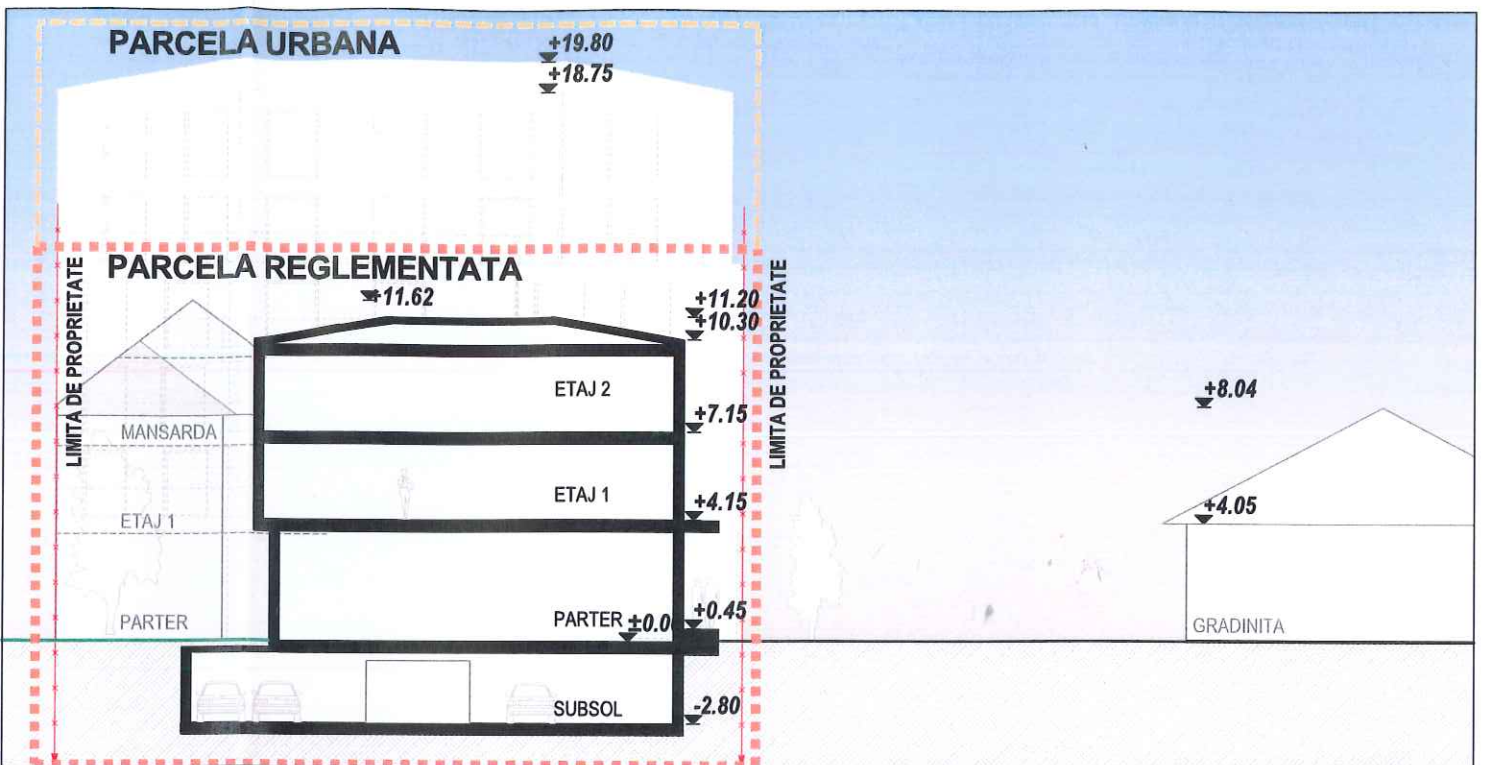 PARCELA URBANA
+19.80
+18.75
PARCELA REGLEMENTATA
+11.62
+11.20
+10.30
LIMITA DE PROPRIETATE
LIMITA DE PROPRIETATE
ETAJ 2
+8.04
+7.15
MANSARDA
ETAJ 1
+4.15
+4.05
ETAJ 1
PARTER
PARTER
±0.0
+0.45
GRADINITA
SUBSOL
-2.80